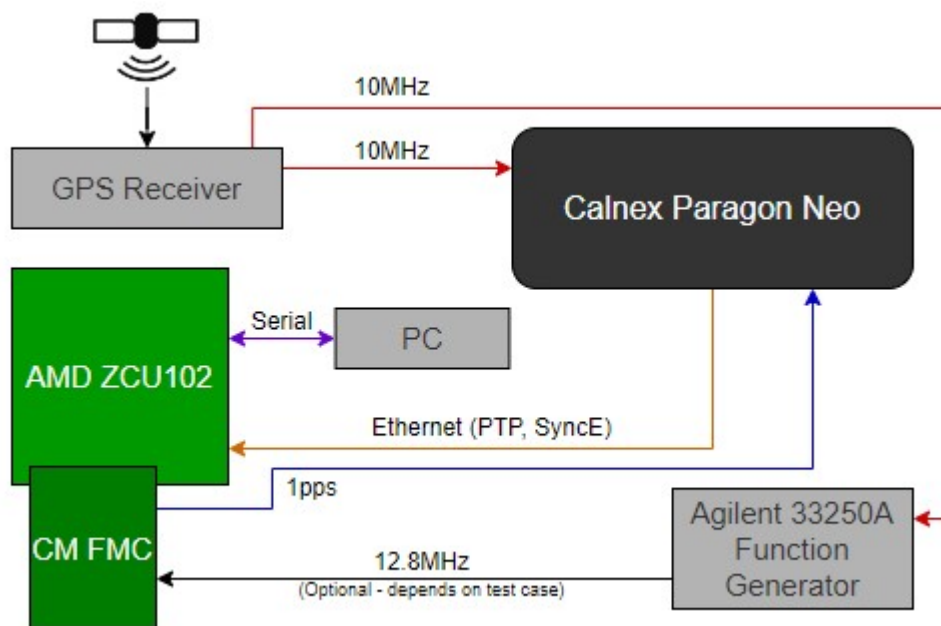 10MHz
10MHz
GPS Receiver
Calnex Paragon Neo
Serial
PC
AMD ZCU102
Ethernet (PTP, SyncE)
1pps
CM FMC
12.8MHz
(Optional - depends on test case)
Agilent 33250A
Function
Generator